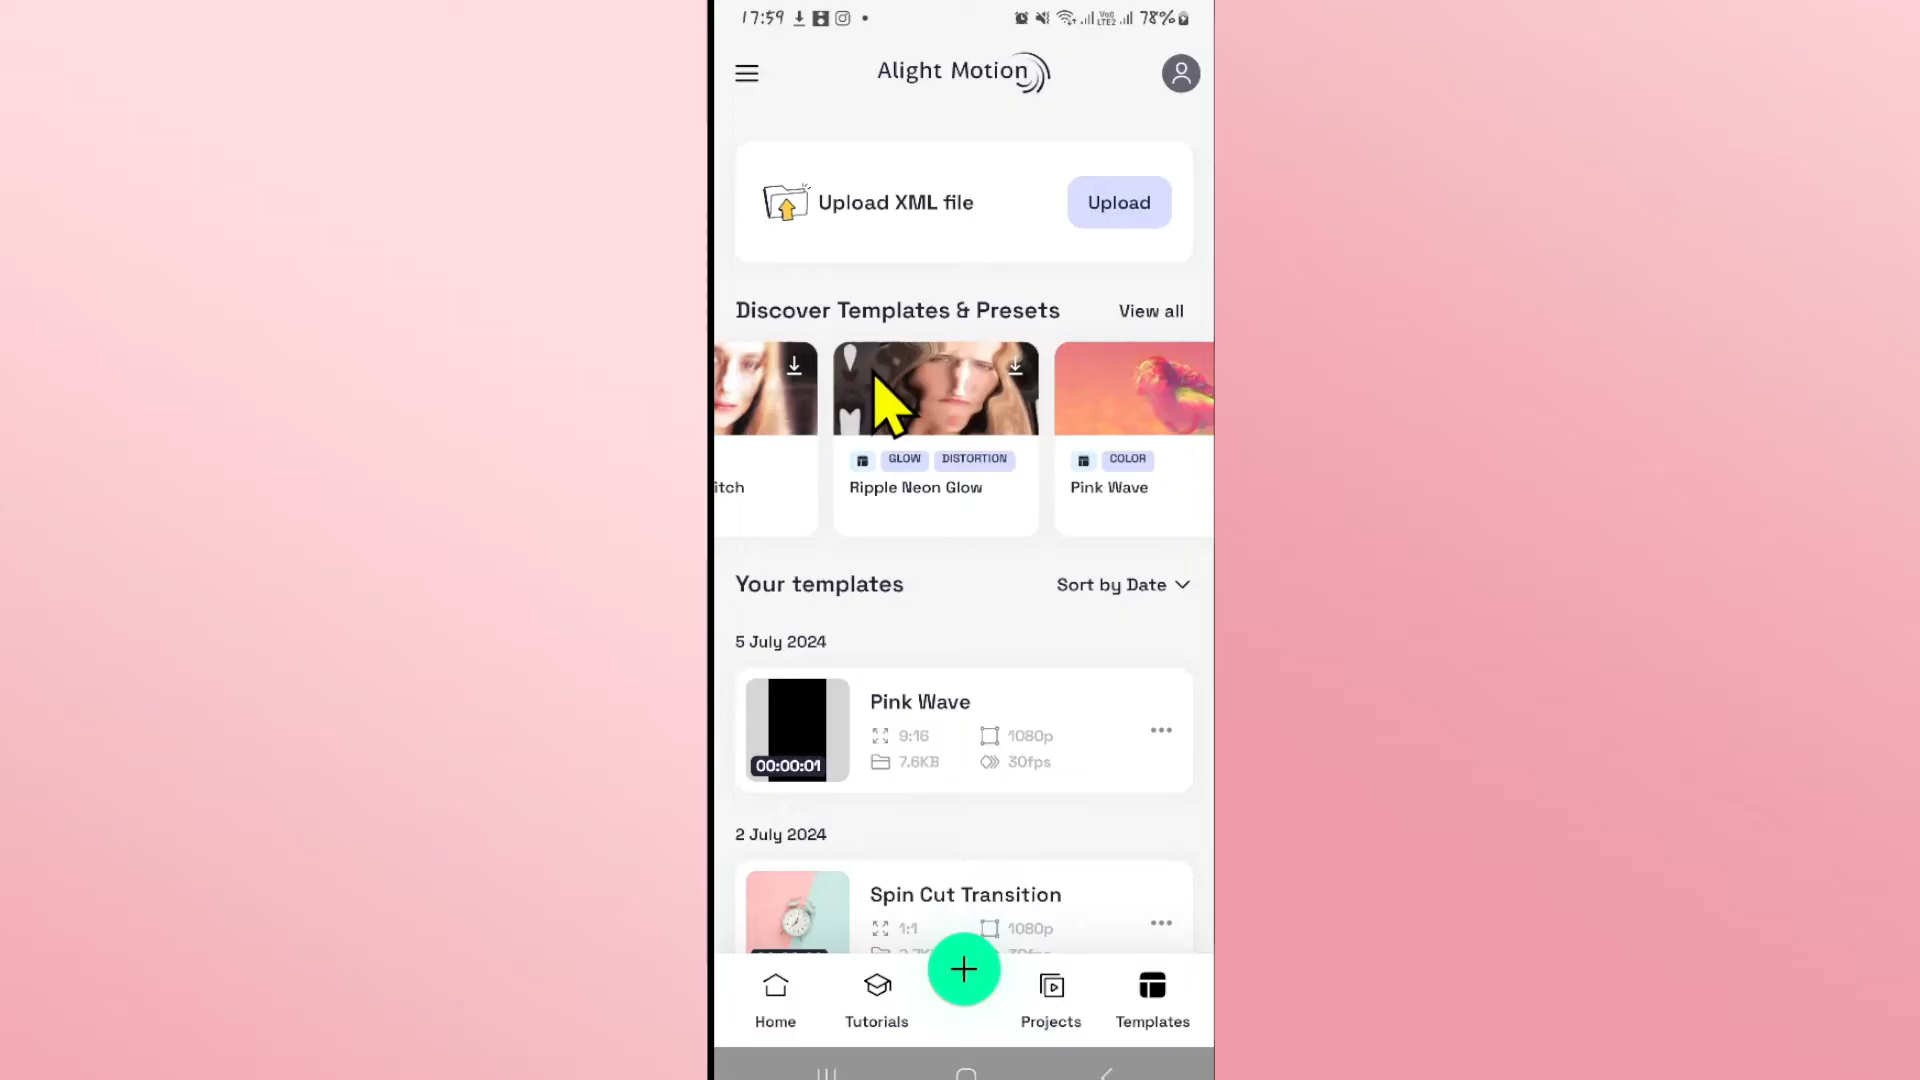 17:59 78%
Alight Motion
Upload XML file Upload
Discover Templates & Presets View all
GLOW DISTORTION COLOR
itch Ripple Neon Glow Pink Wave
Your templates Sort by Date
5 July 2024
Pink Wave
9:16 1080p
00:00:01 7.6KB 30fps
2 July 2024
Spin Cut Transition
1:1 1080p
Home Tutorials Projects Templates